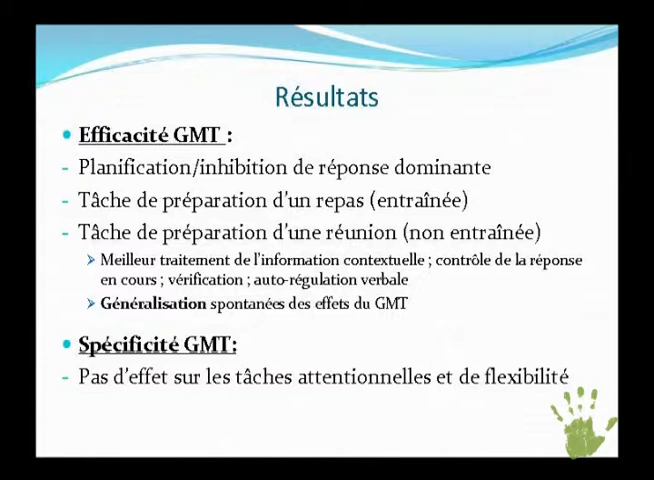 Résultats
• Efficacité GMT :
- Planification/inhibition de réponse dominante
- Tâche de préparation d'un repas (entraînée)
- Tâche de préparation d'une réunion (non entraînée)
➢ Meilleur traitement de l'information contextuelle ; contrôle de la réponse
en cours ; vérification ; auto-régulation verbale
➢ Généralisation spontanées des effets du GMT
• Spécificité GMT:
- Pas d'effet sur les tâches attentionnelles et de flexibilité